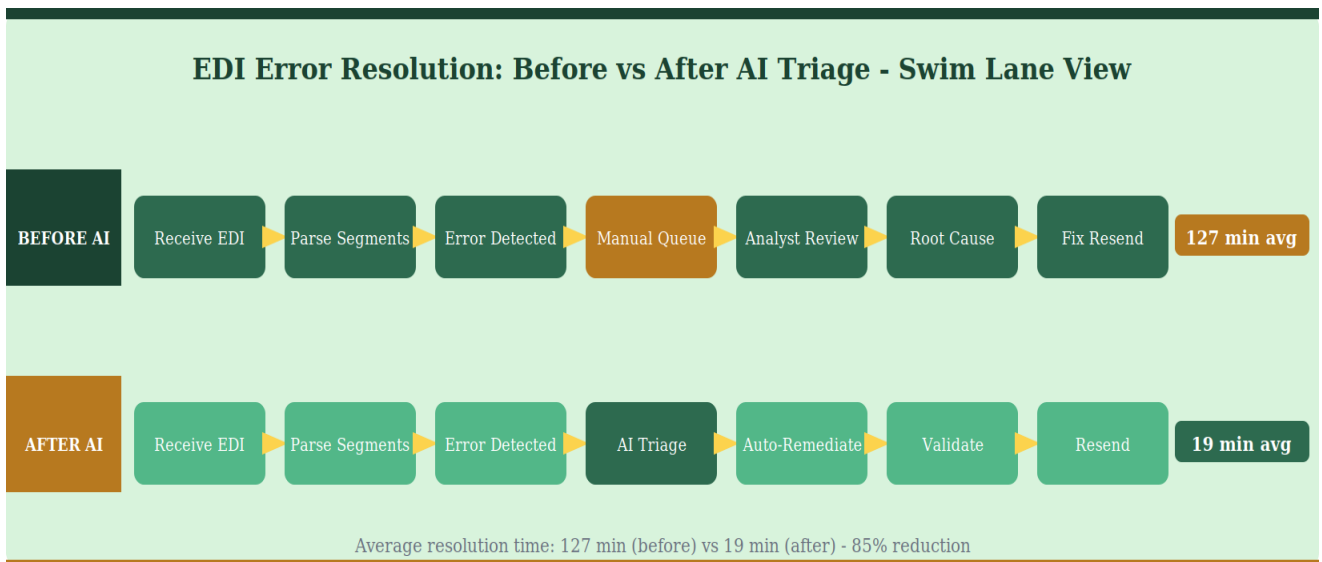 EDI Error Resolution: Before vs After AI Triage - Swim Lane View
BEFORE AI
Receive EDI
Parse Segments
Error Detected
Manual Queue
Analyst Review
Root Cause
Fix Resend
127 min avg
AFTER AI
Receive EDI
Parse Segments
Error Detected
AI Triage
Auto-Remediate
Validate
Resend
19 min avg
Average resolution time: 127 min (before) vs 19 min (after) - 85% reduction